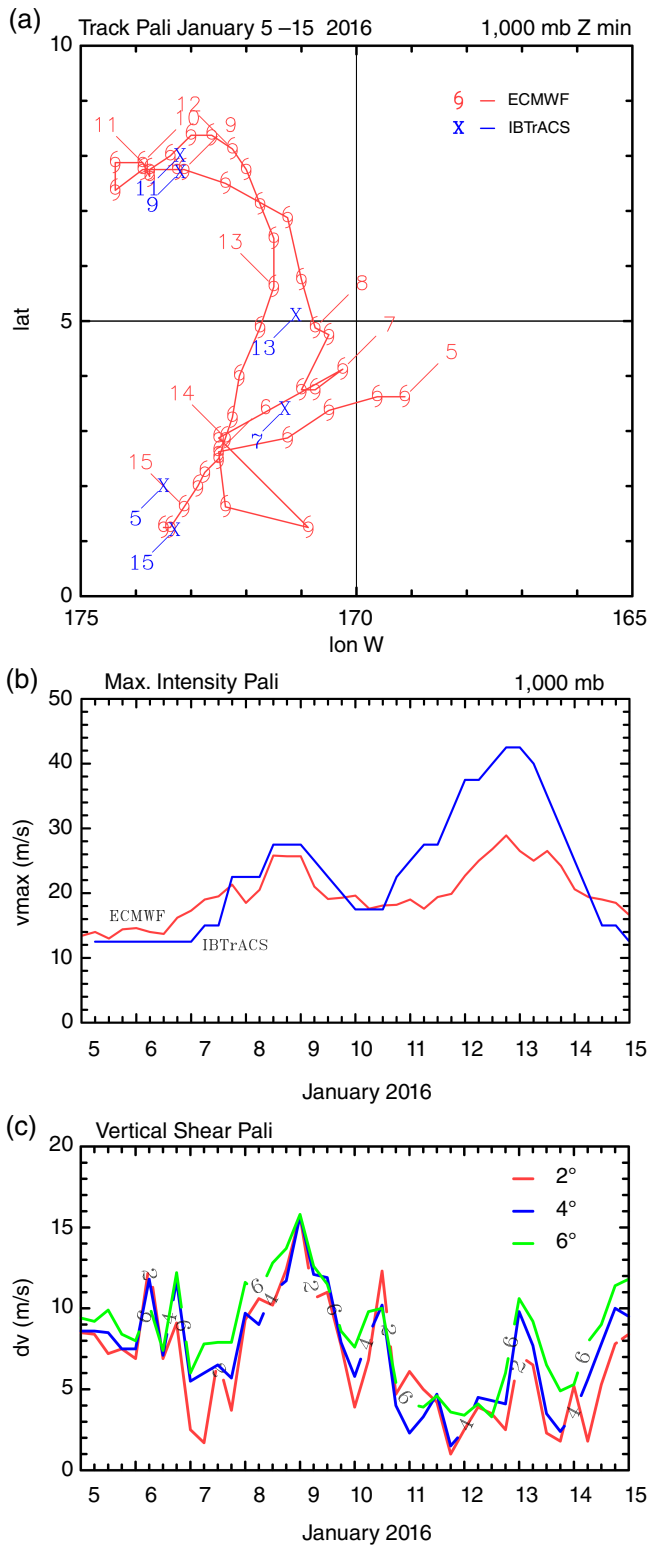 (a)
Track Pali January 5 –15 2016 1,000 mb Z min
10
ECMWF
X IBTrACS
12
11 10 9
11
9
13
8
5
13
7
5
14
7
15
5
15
0
175 170 165
lat
lon W
(b)
Max. Intensity Pali 1,000 mb
50
40
30
20
10
0
vmax (m/s)
ECMWF
IBTrACS
5 6 7 8 9 10 11 12 13 14 15
January 2016
(c)
Vertical Shear Pali
20
15
10
5
0
dv (m/s)
2°
4°
6°
5 6 7 8 9 10 11 12 13 14 15
January 2016